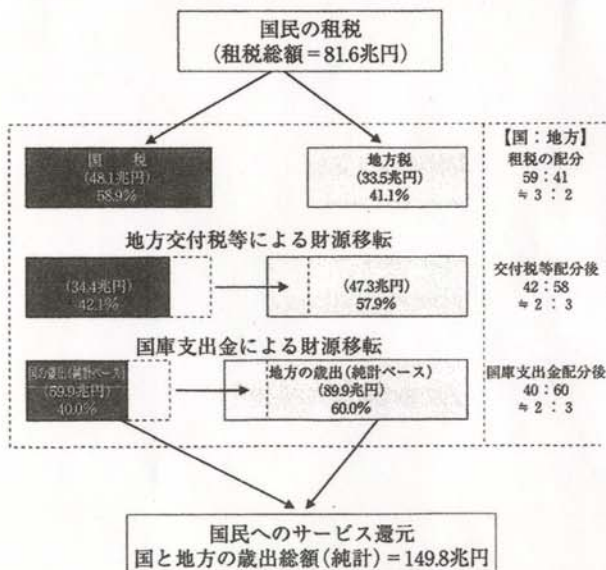 国民の租税
(租税総額＝81.6兆円)
【国：地方】
国　税
(48.1兆円)
58.9%
地方税
(33.5兆円)
41.1%
租税の配分
59：41
≒ 3 ： 2
地方交付税等による財源移転
(34.4兆円)
42.1%
(47.3兆円)
57.9%
交付税等配分後
42：58
≒ 2 ： 3
国庫支出金による財源移転
国の歳出(純計ベース)
(59.9兆円)
40.0%
地方の歳出(純計ベース)
(89.9兆円)
60.0%
国庫支出金配分後
40：60
≒ 2 ： 3
国民へのサービス還元
国と地方の歳出総額(純計)＝149.8兆円